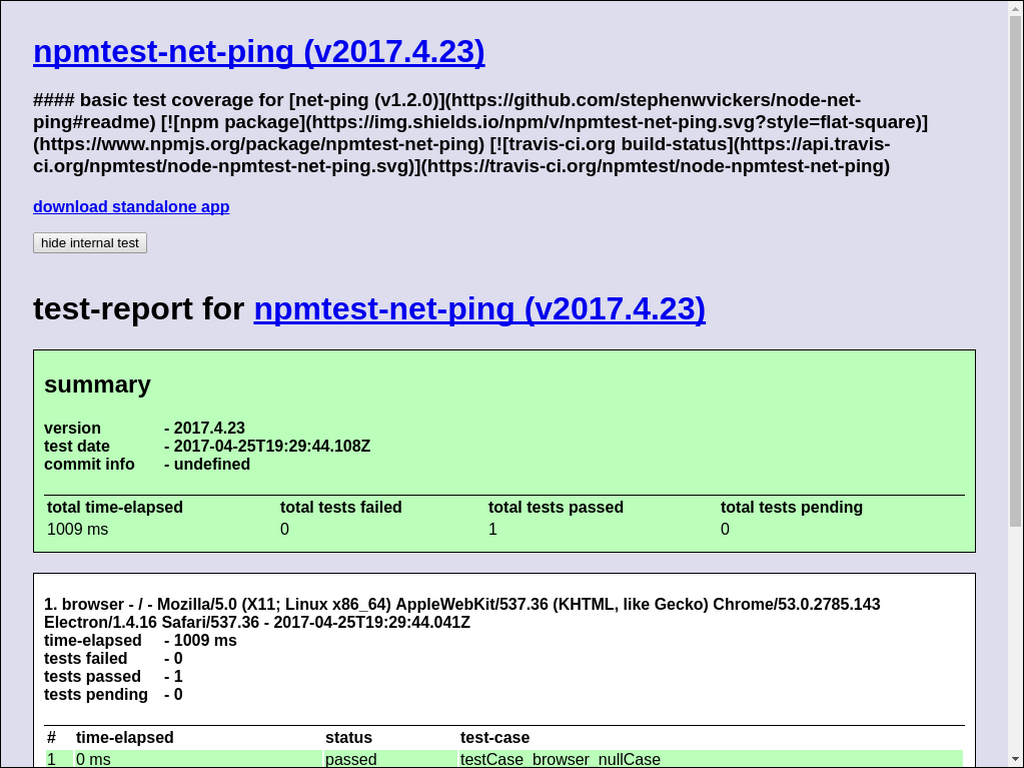 npmtest-net-ping (v2017.4.23)
#### basic test coverage for [net-ping (v1.2.0)](https://github.com/stephenwvickers/node-net-
ping#readme) [![npm package](https://img.shields.io/npm/v/npmtest-net-ping.svg?style=flat-square)]
(https://www.npmjs.org/package/npmtest-net-ping) [![travis-ci.org build-status](https://api.travis-
ci.org/npmtest/node-npmtest-net-ping.svg)](https://travis-ci.org/npmtest/node-npmtest-net-ping)
download standalone app
hide internal test
test-report for npmtest-net-ping (v2017.4.23)
summary
version - 2017.4.23
test date - 2017-04-25T19:29:44.108Z
commit info - undefined
total time-elapsed total tests failed total tests passed total tests pending
1009 ms 0 1 0
1. browser - / - Mozilla/5.0 (X11; Linux x86_64) AppleWebKit/537.36 (KHTML, like Gecko) Chrome/53.0.2785.143
Electron/1.4.16 Safari/537.36 - 2017-04-25T19:29:44.041Z
time-elapsed - 1009 ms
tests failed - 0
tests passed - 1
tests pending - 0
# time-elapsed status test-case
1 0 ms passed testCase_browser_nullCase